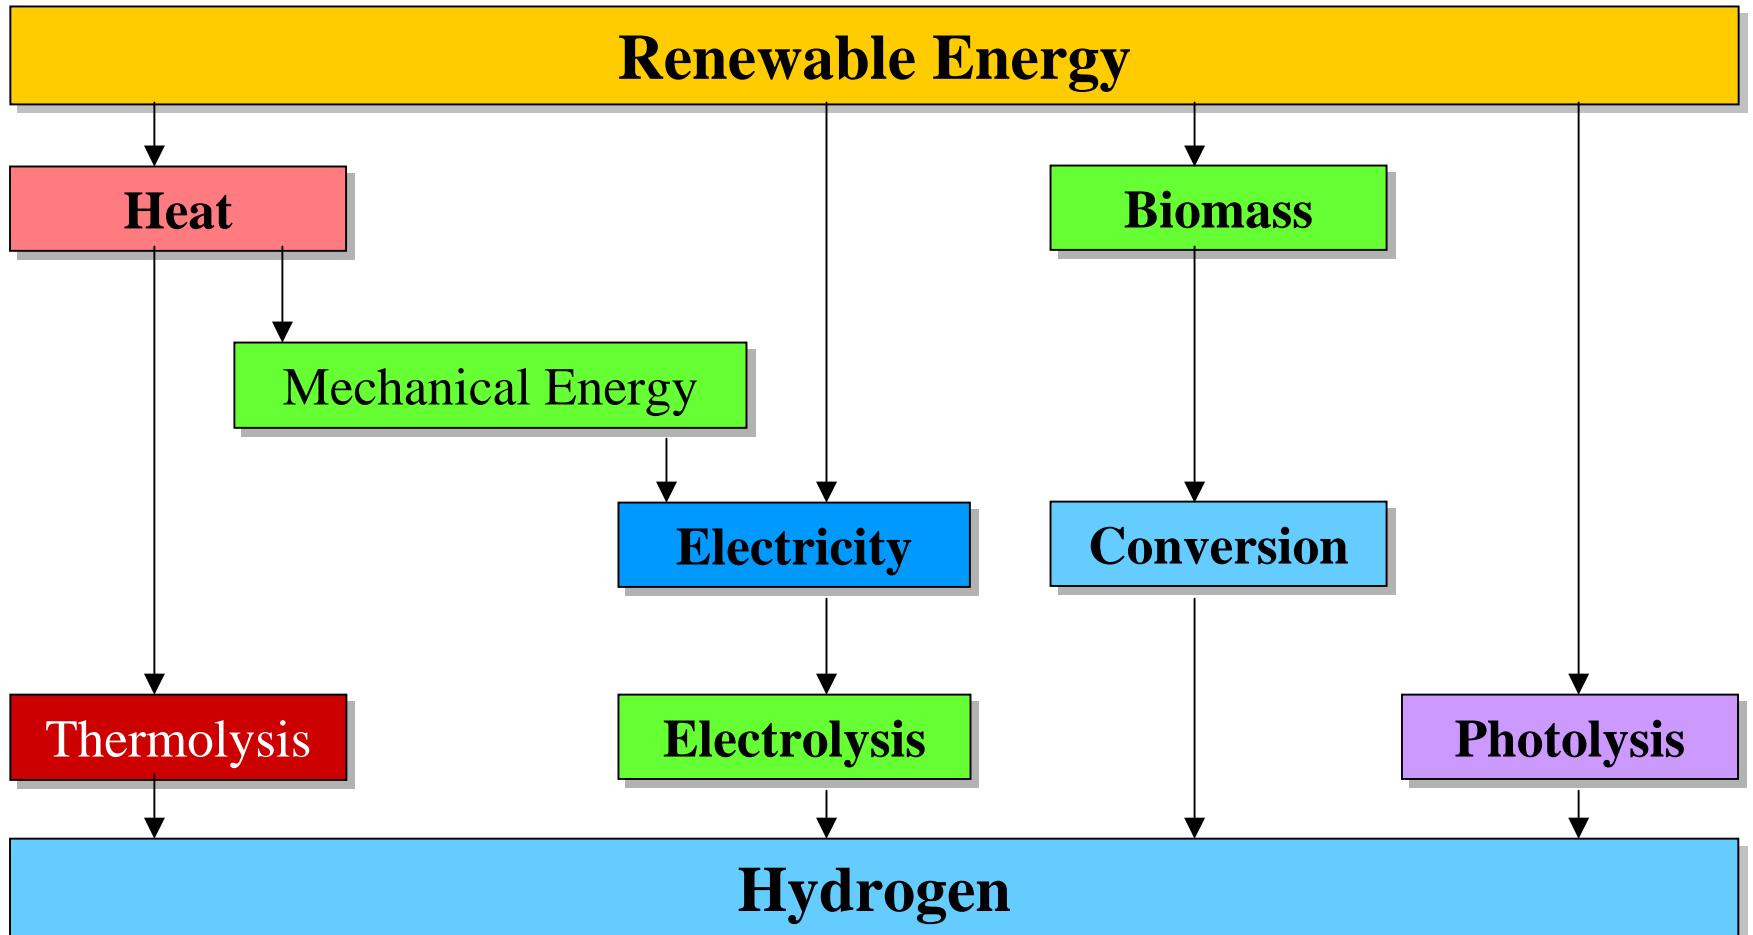 Renewable Energy
Heat
Biomass
Mechanical Energy
Electricity
Conversion
Thermolysis
Electrolysis
Photolysis
Hydrogen